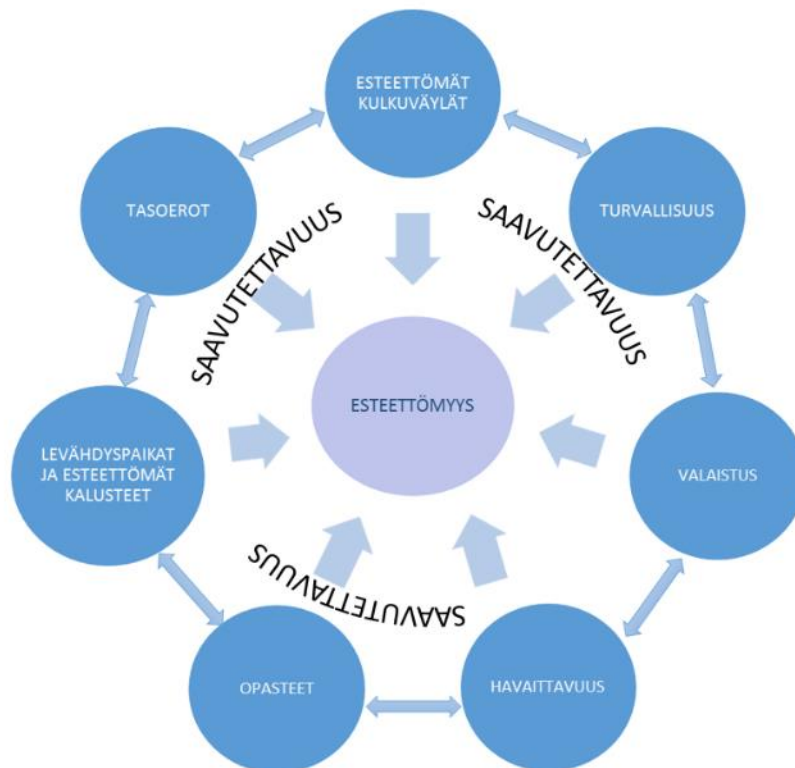 ESTEETTÖMÄT
KULKUVÄYLÄT
TASOEROT
TURVALLISUUS
SAAVUTETTAVUUS
SAAVUTETTAVUUS
ESTEETTÖMYYS
LEVÄHDYSPAIKAT
JA ESTEETTÖMÄT
KALUSTEET
VALAISTUS
SAAVUTETTAVUUS
OPASTEET
HAVAITTAVUUS